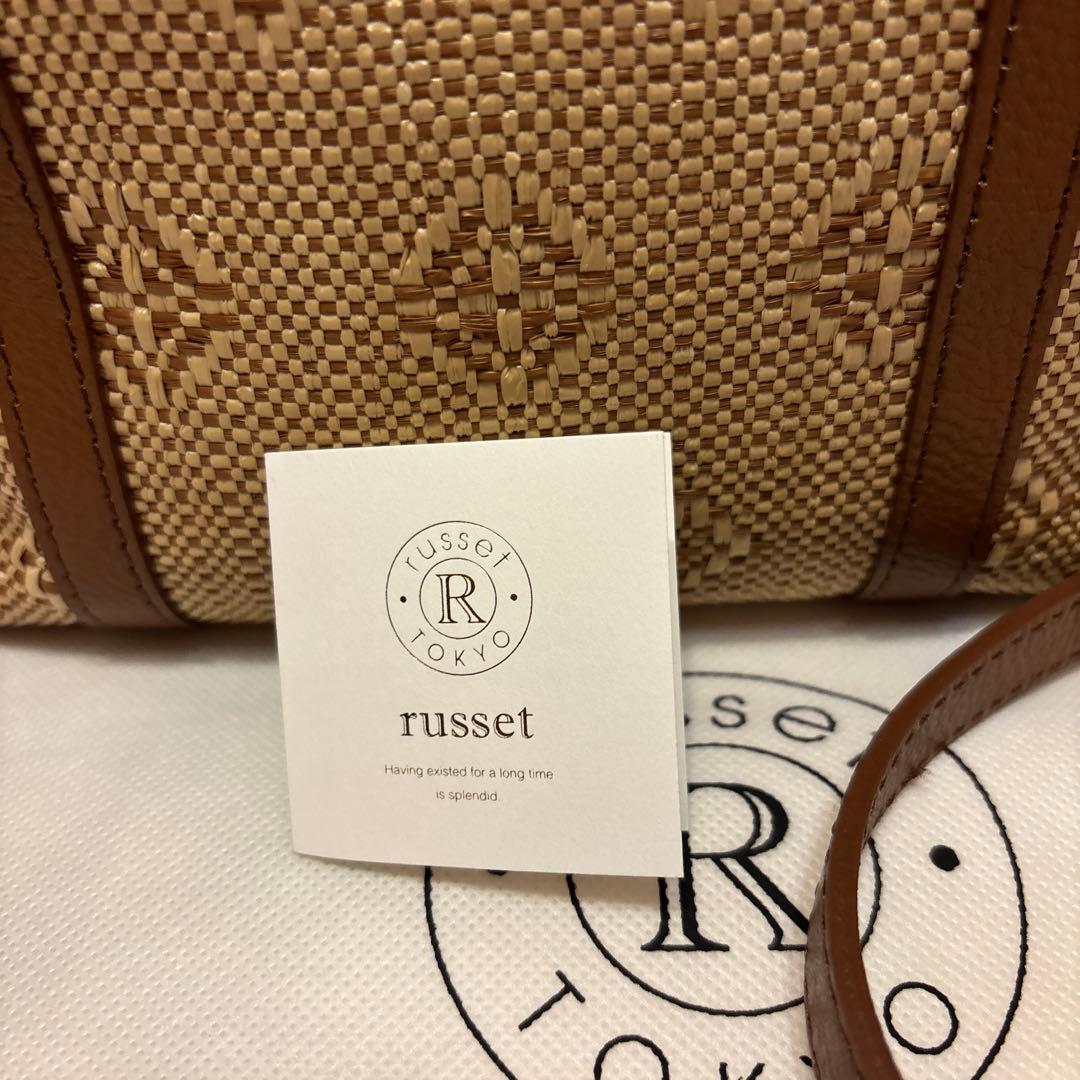 russet
R
TOKYO
russet
Having existed for a long time
is splendid.
R